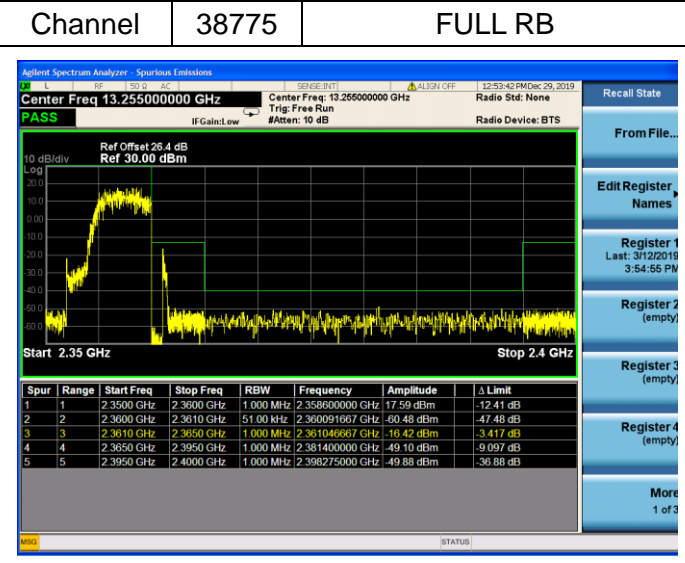 Channel 38775 FULL RB
Agilent Spectrum Analyzer - Spurious Emissions
L RF 50 Ω AC SENSE:INT ALIGN OFF 12:53:42 PM Dec 29, 2019
Center Freq 13.255000000 GHz Center Freq: 13.255000000 GHz Radio Std: None
Trig: Free Run
PASS IFGain:Low #Atten: 10 dB Radio Device: BTS
Ref Offset 26.4 dB
10 dB/div Ref 30.00 dBm
Log
20.0
10.0
0.00
-10.0
-20.0
-30.0
-40.0
-50.0
-60.0
Start 2.35 GHz Stop 2.4 GHz
Spur Range Start Freq Stop Freq RBW Frequency Amplitude Δ Limit
1 1 2.3500 GHz 2.3600 GHz 1.000 MHz 2.358600000 GHz 17.59 dBm -12.41 dB
2 2 2.3600 GHz 2.3610 GHz 51.00 kHz 2.360091667 GHz -60.48 dBm -47.48 dB
3 3 2.3610 GHz 2.3650 GHz 1.000 MHz 2.361046667 GHz -16.42 dBm -3.417 dB
4 4 2.3650 GHz 2.3950 GHz 1.000 MHz 2.381400000 GHz -49.10 dBm -9.097 dB
5 5 2.3950 GHz 2.4000 GHz 1.000 MHz 2.398275000 GHz -49.88 dBm -36.88 dB
MSG STATUS
Recall State
From File...
Edit Register
Names
Register 1
Last: 3/12/2019
3:54:55 PM
Register 2
(empty)
Register 3
(empty)
Register 4
(empty)
More
1 of 3